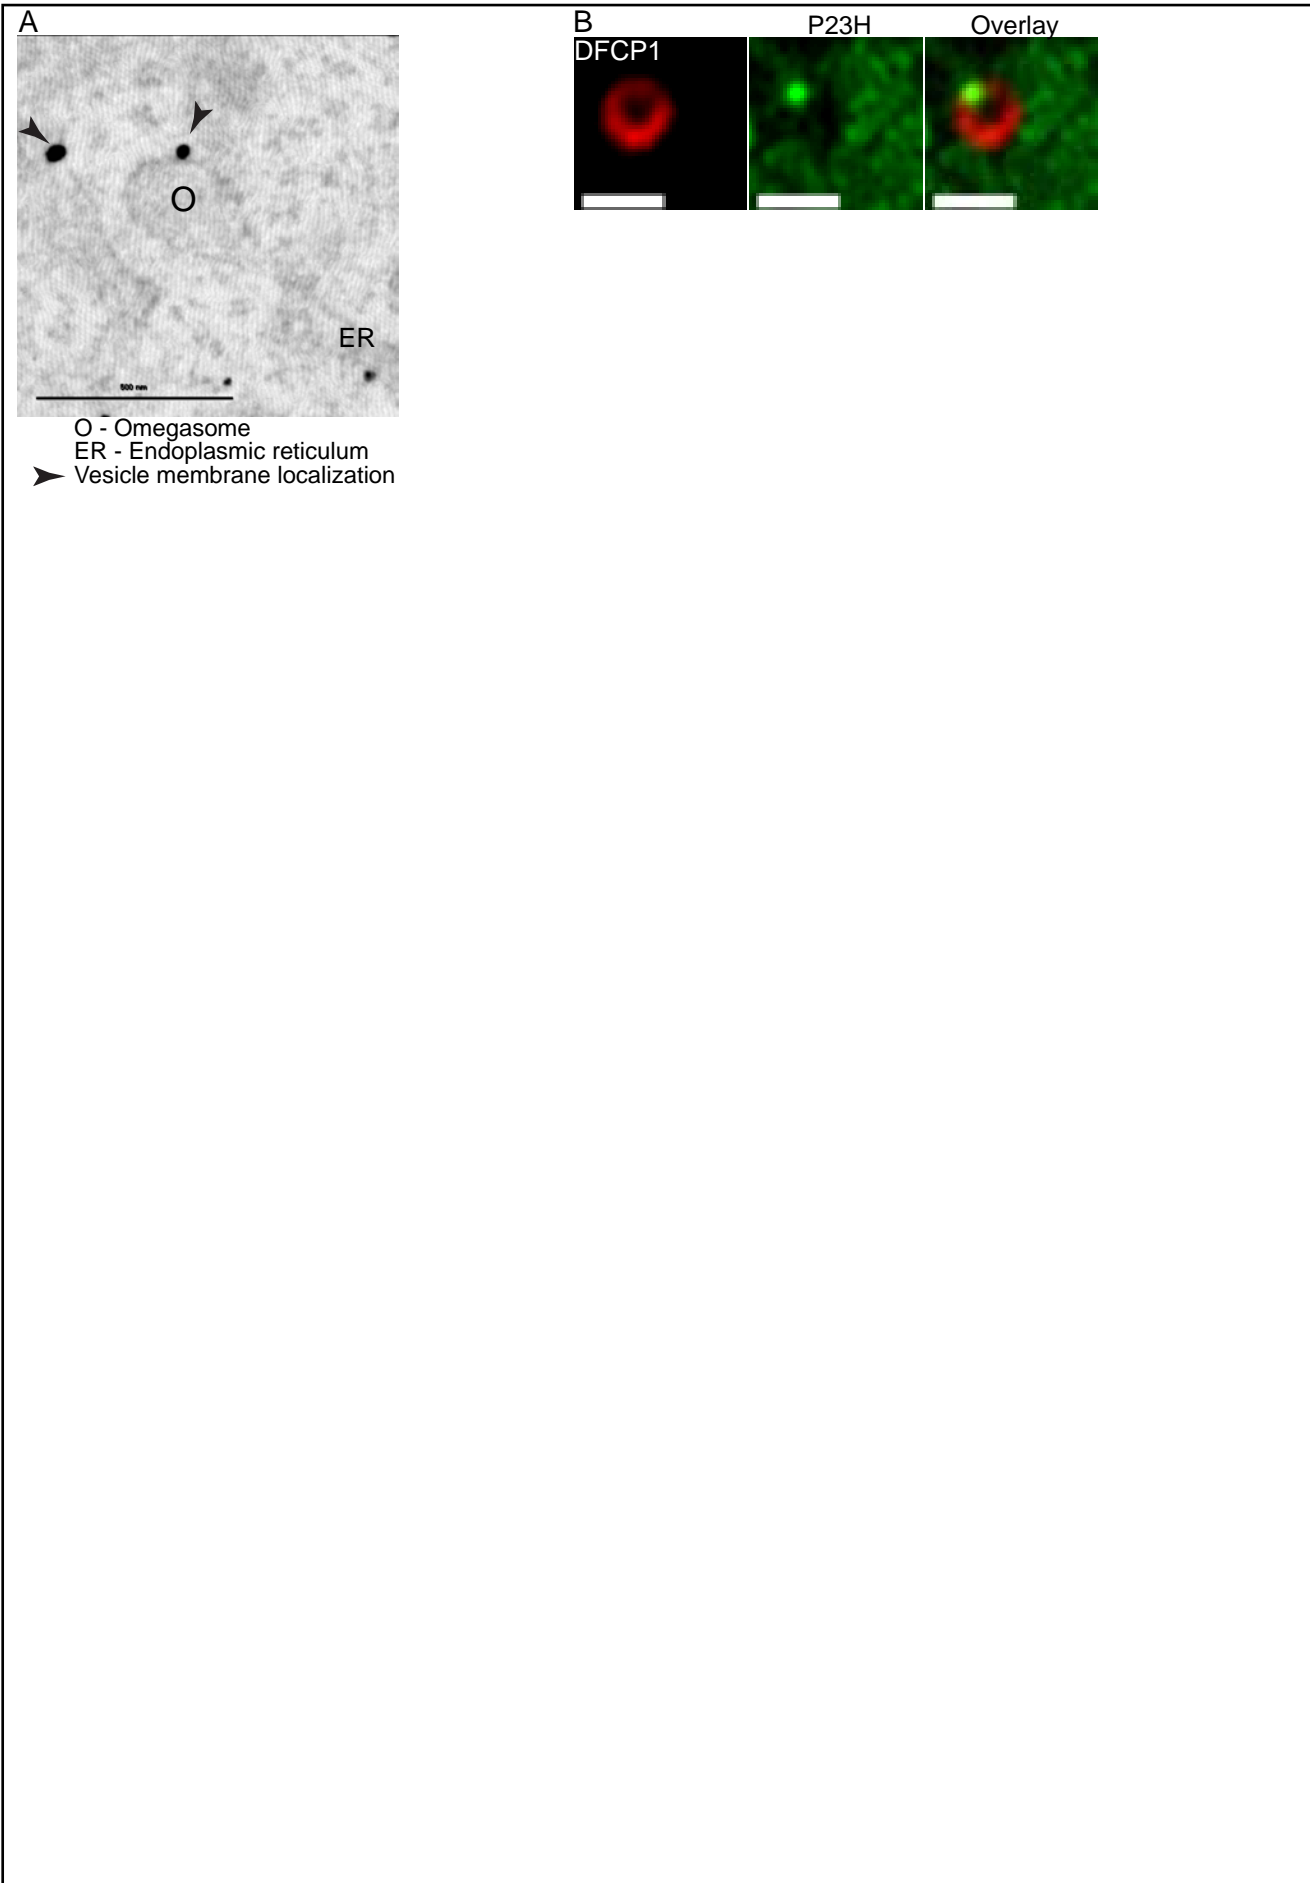 A
O
ER
500 nm
O - Omegasome
ER - Endoplasmic reticulum
Vesicle membrane localization
B
P23H
Overlay
DFCP1